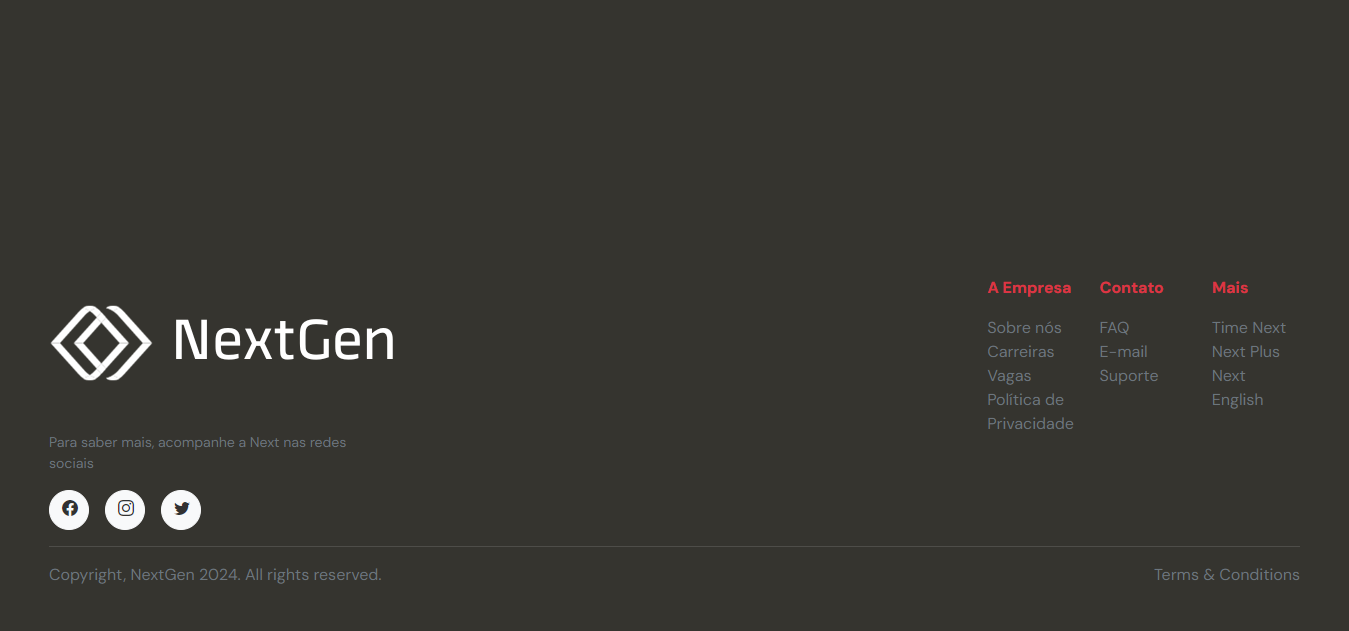 NextGen
Para saber mais, acompanhe a Next nas redes
sociais
A Empresa
Sobre nós
Carreiras
Vagas
Política de
Privacidade
Contato
FAQ
E-mail
Suporte
Mais
Time Next
Next Plus
Next
English
Copyright, NextGen 2024. All rights reserved.
Terms & Conditions